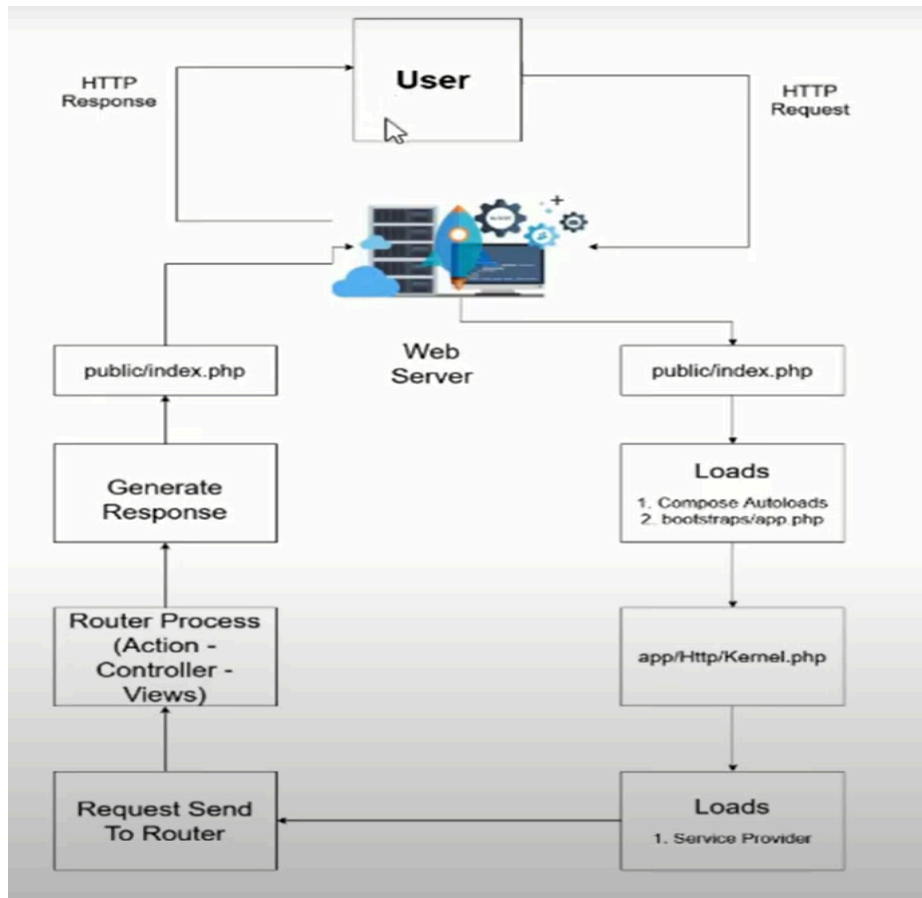 User
HTTP
Response
HTTP
Request
Web
Server
public/index.php
Loads
1. Compose Autoloads
2. bootstraps/app.php
app/Http/Kernel.php
Loads
1. Service Provider
Request Send
To Router
Router Process
(Action -
Controller -
Views)
Generate
Response
public/index.php